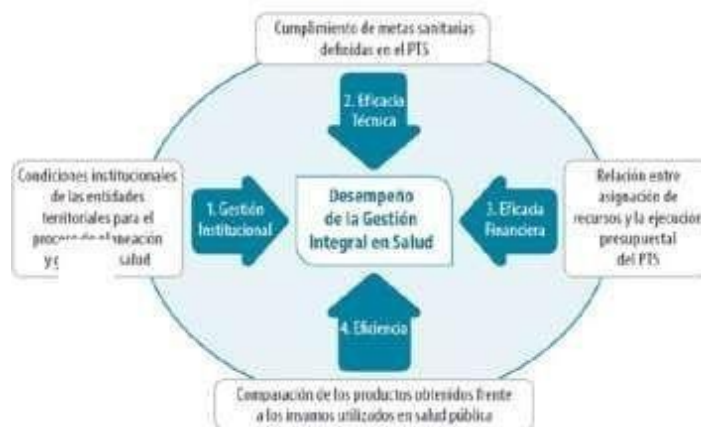 Cumplimiento de metas sanitarias
definidas en el PTS
2. Eficacia
Técnica
Condiciones institucionales
de las entidades
territoriales para el
proceso de planeación
y salud
1. Gestión
Institucional
Desempeño
de la Gestión
Integral en Salud
3. Eficacia
Financiera
Relación entre
asignación de
recursos y la ejecución
presupuestal
del PTS
4. Eficiencia
Comparación de los productos obtenidos frente
a los insumos utilizados en salud pública